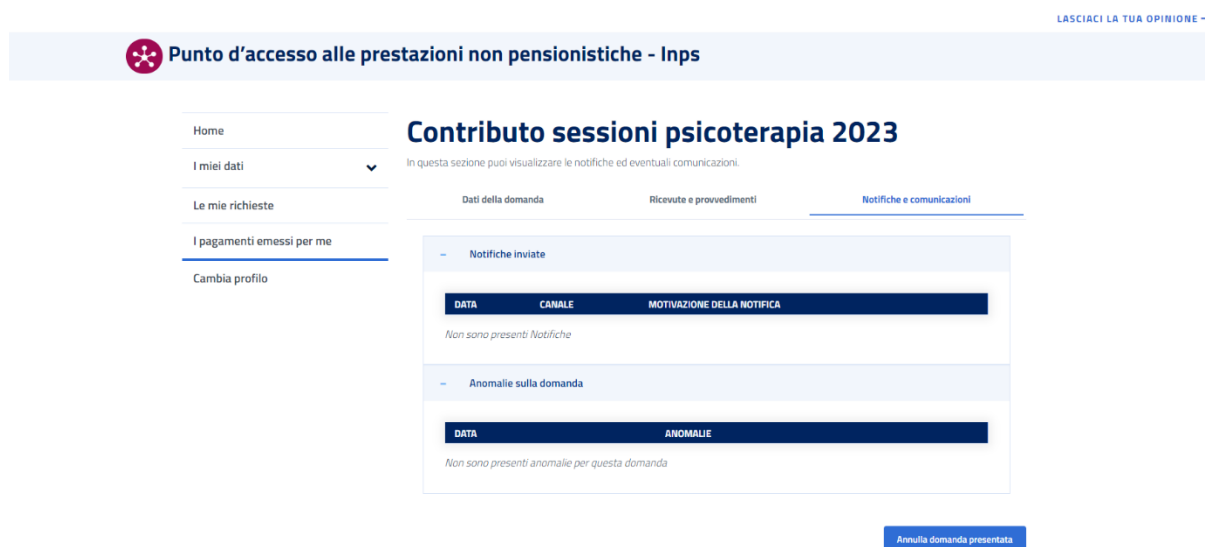 LASCIACI LA TUA OPINIONE
Punto d’accesso alle prestazioni non pensionistiche - Inps
Home
I miei dati
Le mie richieste
I pagamenti emessi per me
Cambia profilo
Contributo sessioni psicoterapia 2023
In questa sezione puoi visualizzare le notifiche ed eventuali comunicazioni.
Dati della domanda Ricevute e provvedimenti Notifiche e comunicazioni
– Notifiche inviate
DATA CANALE MOTIVAZIONE DELLA NOTIFICA
Non sono presenti Notifiche
– Anomalie sulla domanda
DATA ANOMALIE
Non sono presenti anomalie per questa domanda
Annulla domanda presentata